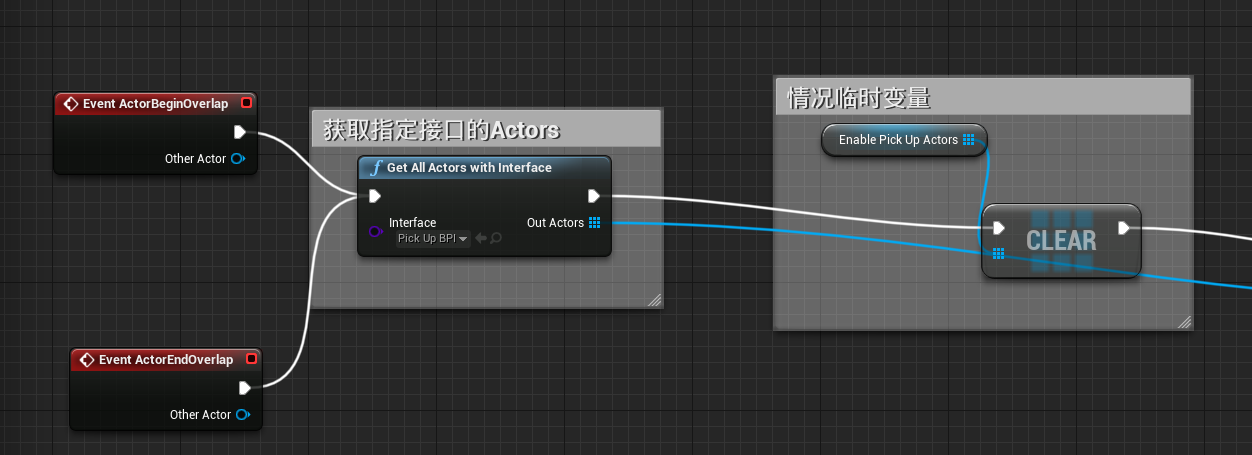 Event ActorBeginOverlap
Other Actor
获取指定接口的Actors
Get All Actors with Interface
Interface
Out Actors
Pick Up BPI
情况临时变量
Enable Pick Up Actors
CLEAR
Event ActorEndOverlap
Other Actor